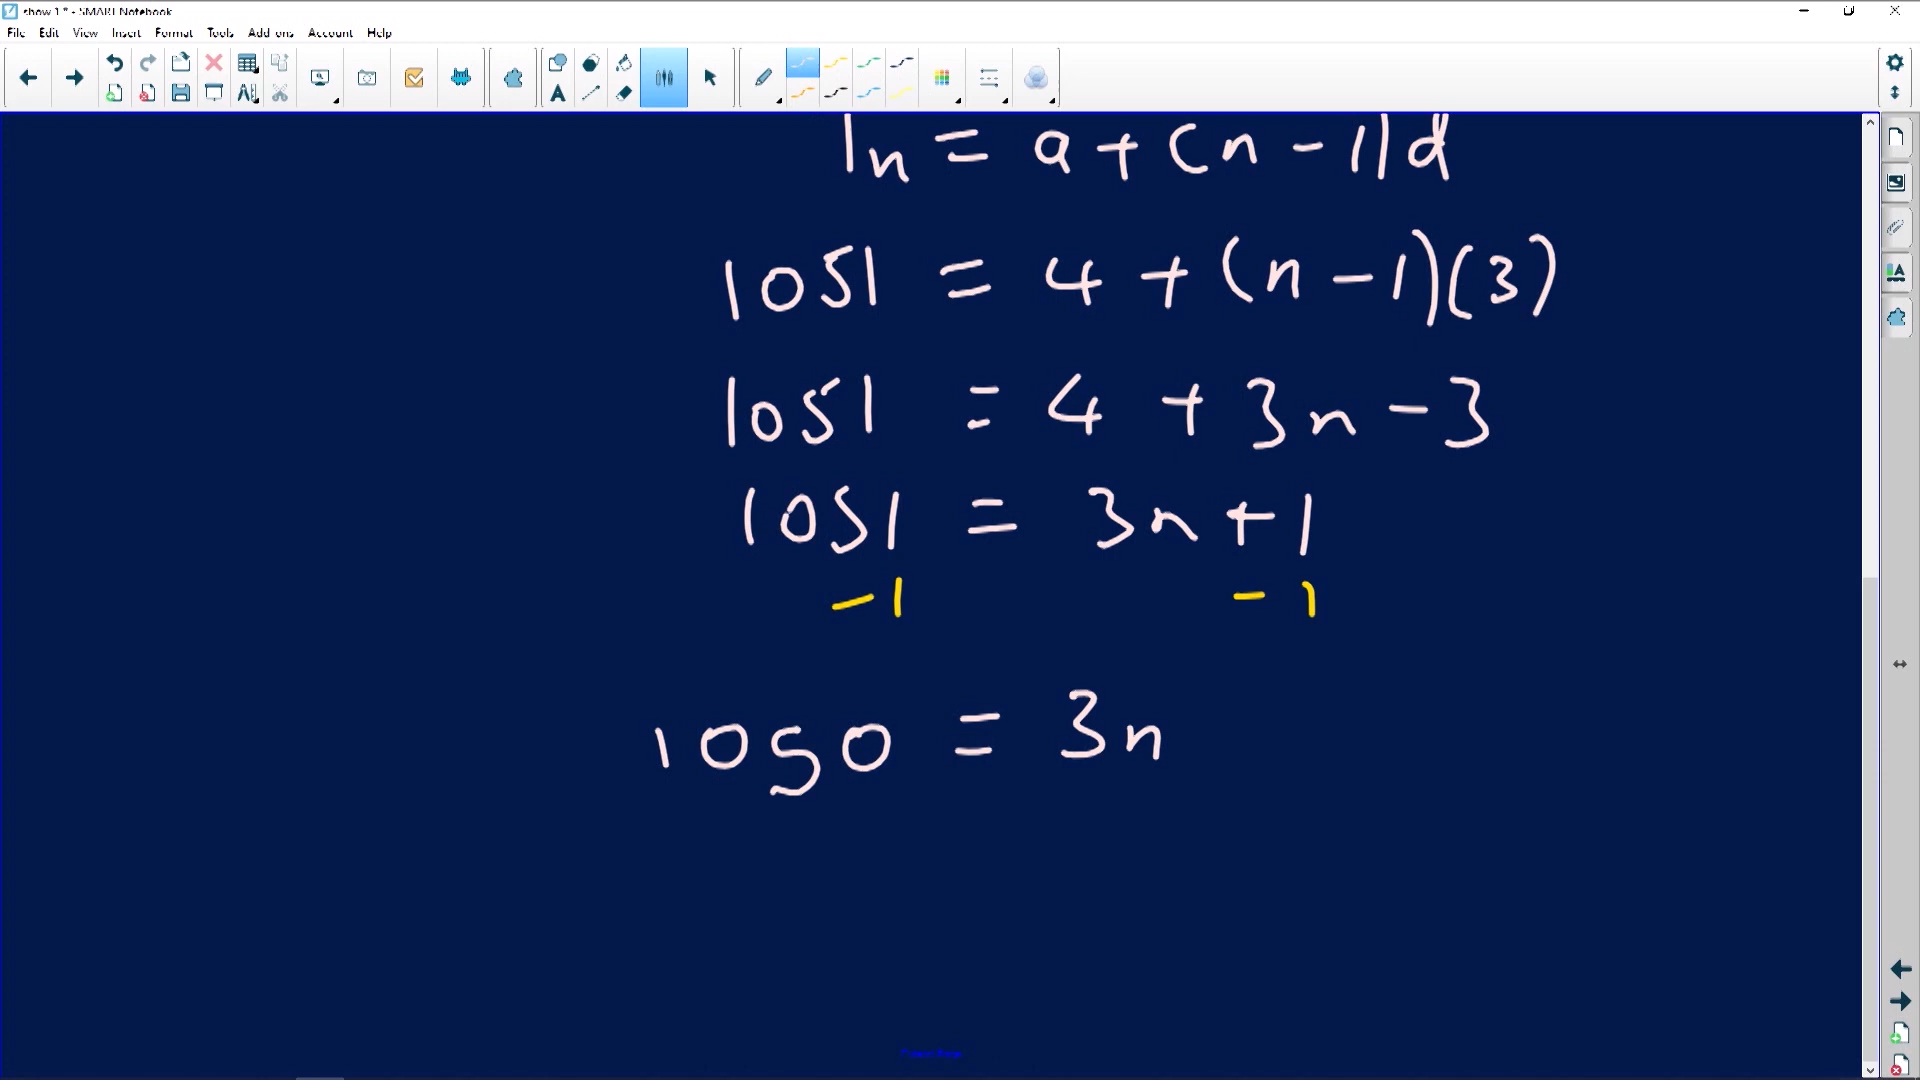 show 1 * - SMART Notebook
File Edit View Insert Format Tools Add-ons Account Help
Tn = a + (n - 1)d
1051 = 4 + (n - 1)(3)
1051 = 4 + 3n - 3
1051 = 3n + 1
-1 -1
1050 = 3n